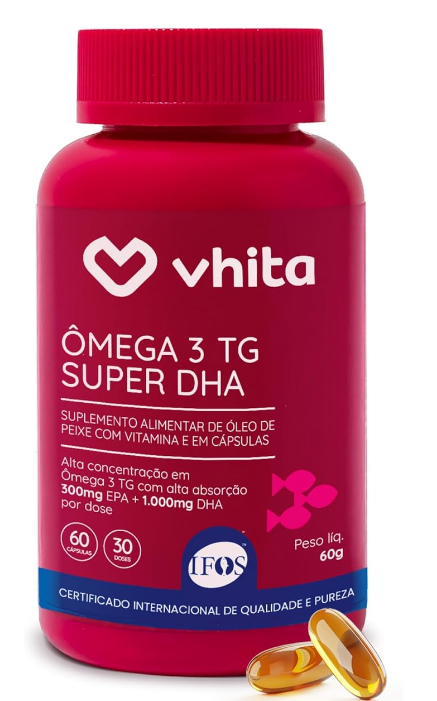 vhita
ÔMEGA 3 TG
SUPER DHA
SUPLEMENTO ALIMENTAR DE ÓLEO DE
PEIXE COM VITAMINA E EM CÁPSULAS
Alta concentração em
Ômega 3 TG com alta absorção
300mg EPA + 1.000mg DHA
por dose
60
CÁPSULAS
30
DOSES
IFOS
™
Peso líq.
60g
CERTIFICADO INTERNACIONAL DE QUALIDADE E PUREZA